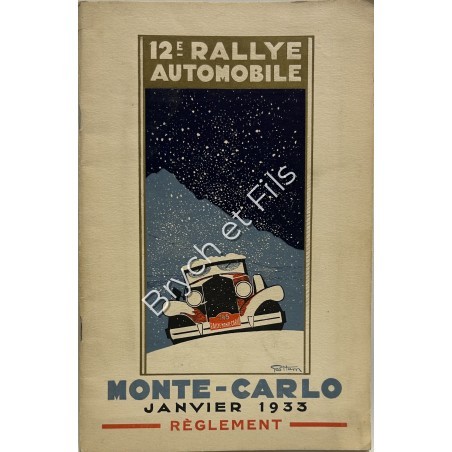 12E RALLYE
AUTOMOBILE
Brych et Fils
MONTE-CARLO
JANVIER 1933
RÈGLEMENT